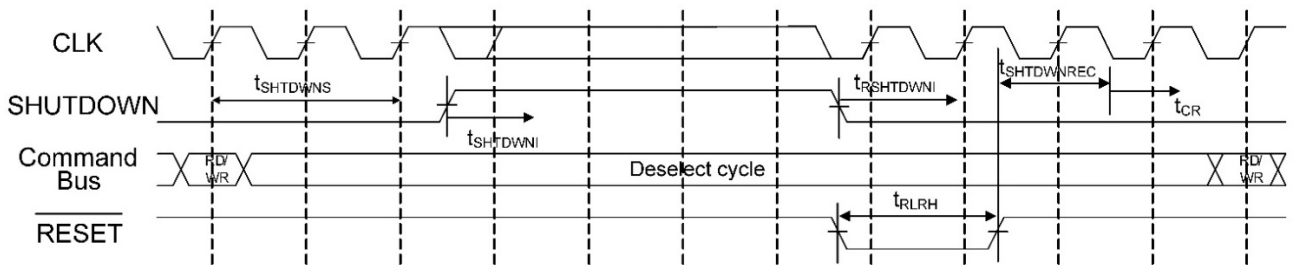 CLK
tSHTDWNS
tSHTDWNREC
SHUTDOWN
tRSHTDWNI
tCR
tSHTDWNI
Command
Bus
RD/
WR
Deselect cycle
RD/
WR
tRLRH
RESET